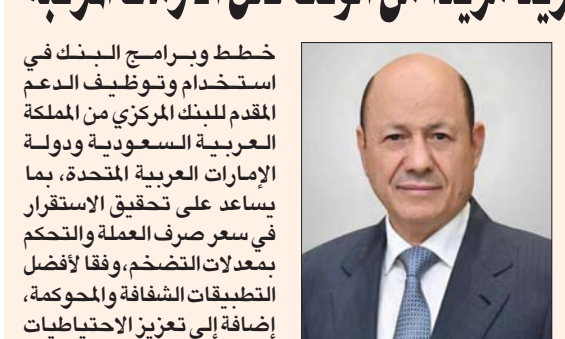 خطط وبرامج البنك في
استخدام وتوظيف الدعم
المقدم للبنك المركزي من المملكة
العربية السعودية ودولة
الإمارات العربية المتحدة، بما
يساعد على تحقيق الاستقرار
في سعر صرف العملة والتحكم
بمعدلات التضخم، وفقا لأفضل
التطبيقات الشفافة والمحوكمة،
إضافة إلى تعزيز الاحتياطيات